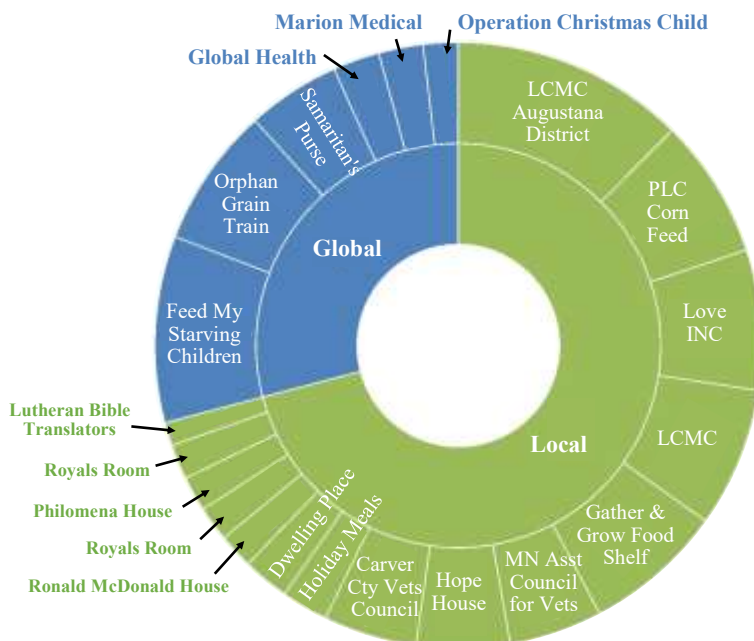 Marion Medical
Operation Christmas Child
Global Health
LCMC
Augustana
District
PLC
Corn
Feed
Love
INC
LCMC
Gather &
Grow Food
Shelf
MN Asst
Council
for Vets
Hope
House
Carver
Cty Vets
Council
Holiday Meals
Dwelling Place
Ronald McDonald House
Royals Room
Philomena House
Royals Room
Lutheran Bible
Translators
Feed My
Starving
Children
Orphan
Grain
Train
Samaritan's
Purse
Global
Local